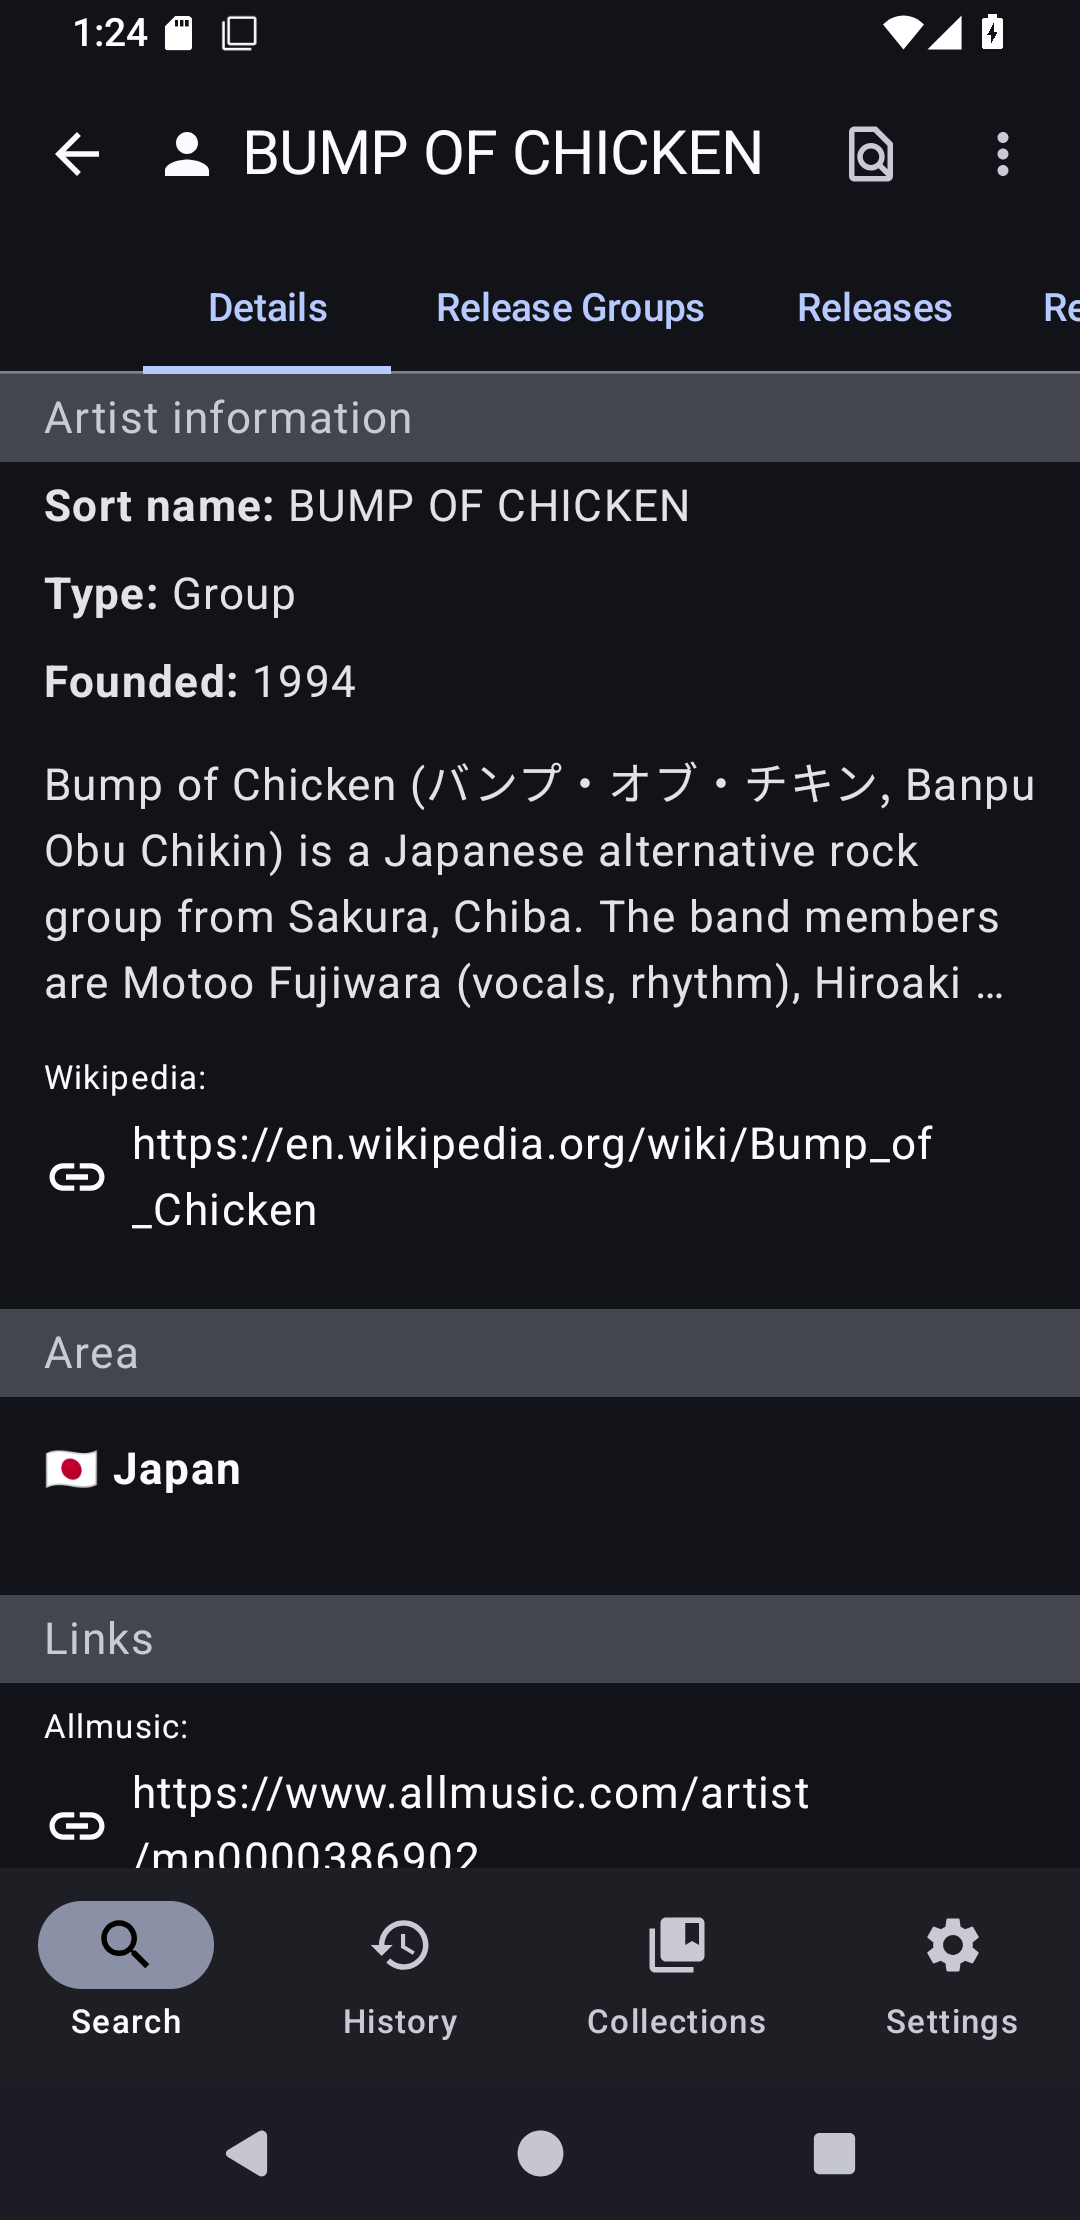 1:24
BUMP OF CHICKEN
Details Release Groups Releases Re
Artist information
Sort name: BUMP OF CHICKEN
Type: Group
Founded: 1994
Bump of Chicken (バンプ・オブ・チキン, Banpu
Obu Chikin) is a Japanese alternative rock
group from Sakura, Chiba. The band members
are Motoo Fujiwara (vocals, rhythm), Hiroaki …
Wikipedia:
https://en.wikipedia.org/wiki/Bump_of
_Chicken
Area
🇯🇵 Japan
Links
Allmusic:
https://www.allmusic.com/artist
/mn0000386902
Search History Collections Settings